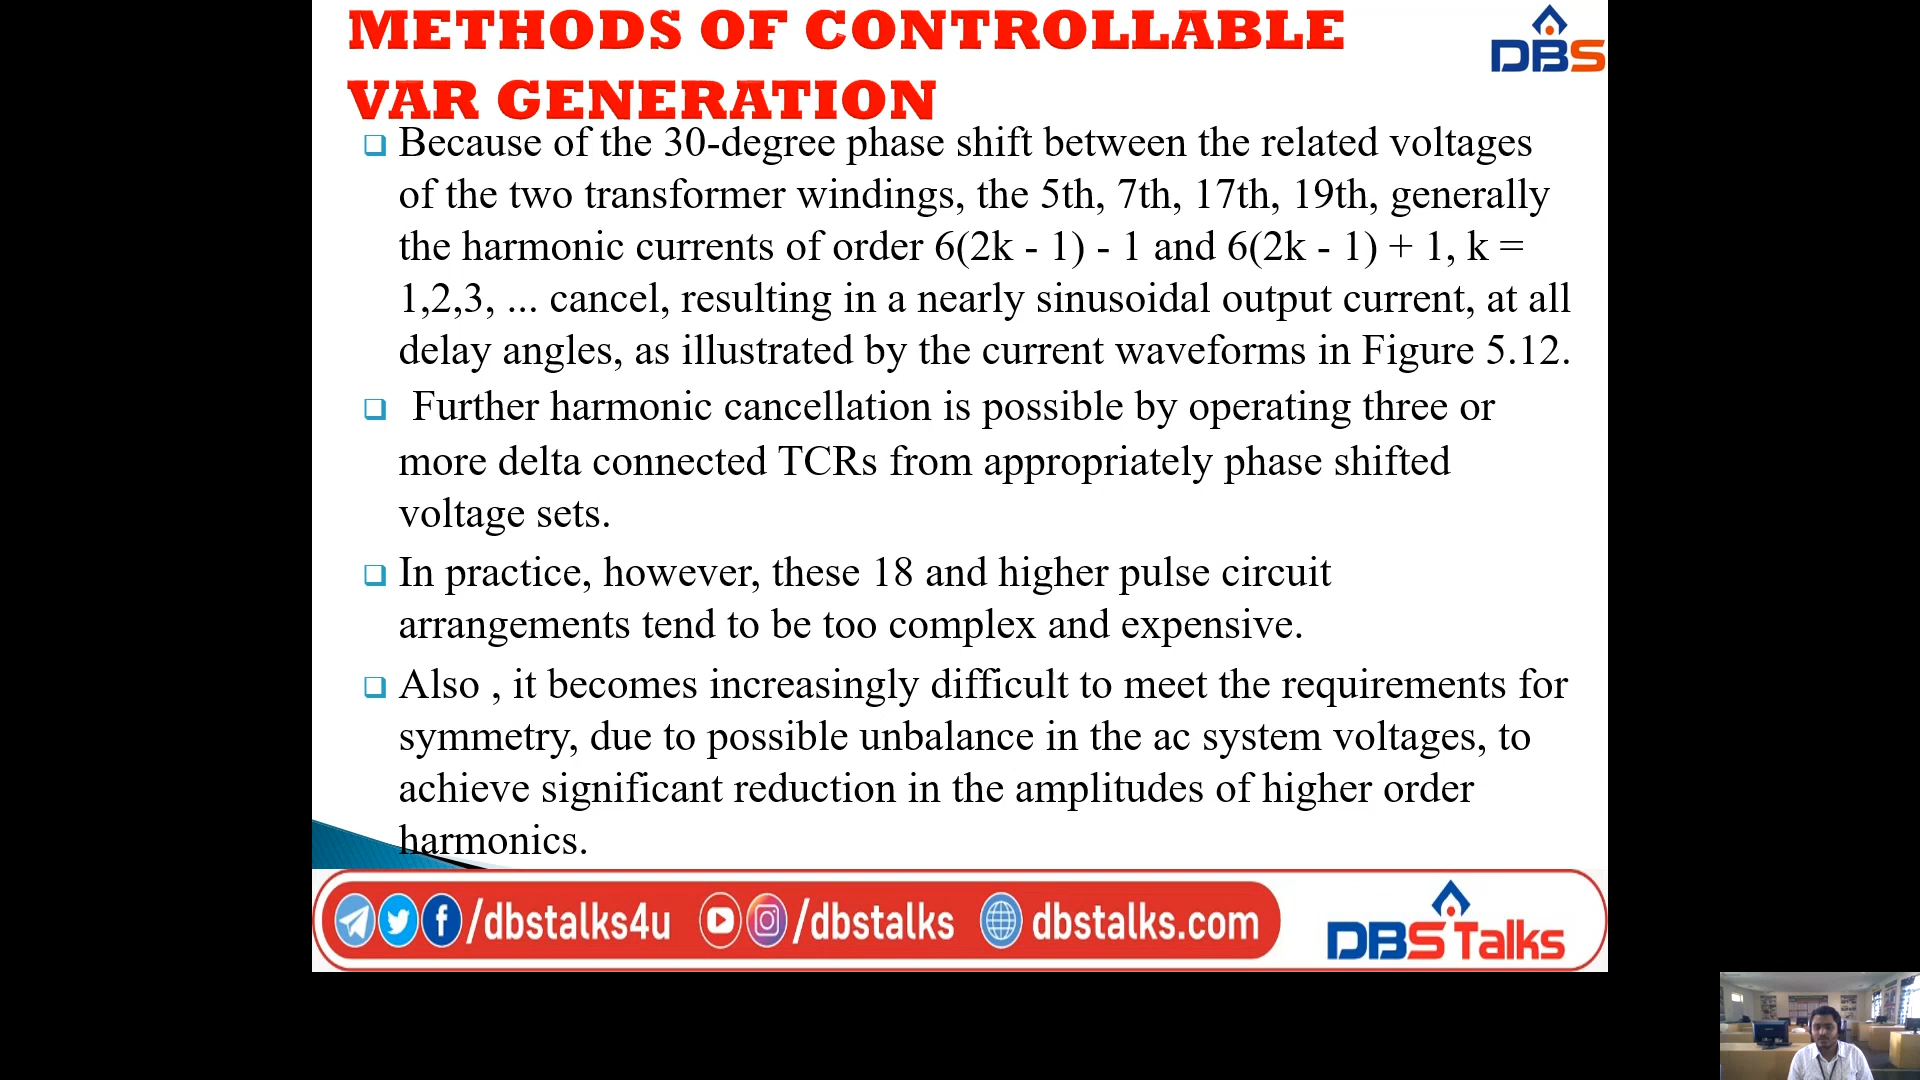 METHODS OF CONTROLLABLE
VAR GENERATION
DBS
Because of the 30-degree phase shift between the related voltages
of the two transformer windings, the 5th, 7th, 17th, 19th, generally
the harmonic currents of order 6(2k - 1) - 1 and 6(2k - 1) + 1, k =
1,2,3, ... cancel, resulting in a nearly sinusoidal output current, at all
delay angles, as illustrated by the current waveforms in Figure 5.12.
Further harmonic cancellation is possible by operating three or
more delta connected TCRs from appropriately phase shifted
voltage sets.
In practice, however, these 18 and higher pulse circuit
arrangements tend to be too complex and expensive.
Also , it becomes increasingly difficult to meet the requirements for
symmetry, due to possible unbalance in the ac system voltages, to
achieve significant reduction in the amplitudes of higher order
harmonics.
/dbstalks4u /dbstalks dbstalks.com
DBS Talks